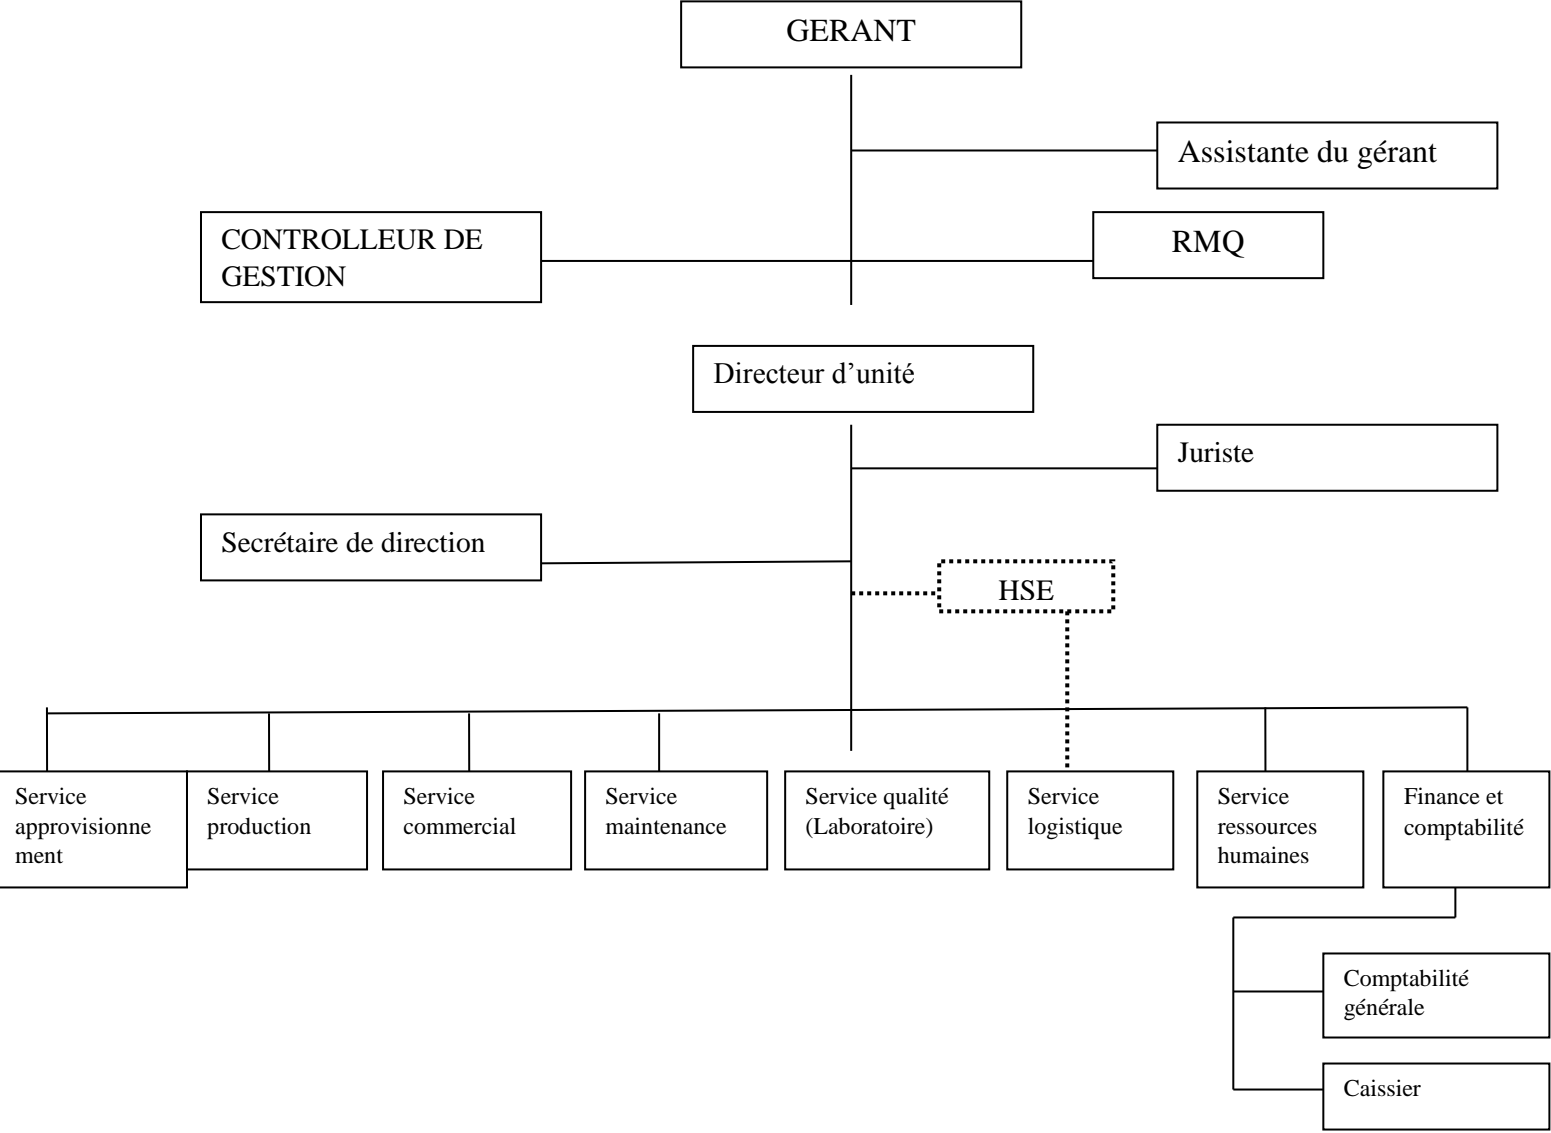 GERANT
Assistante du gérant
CONTROLLEUR DE
GESTION
RMQ
Directeur d’unité
Juriste
Secrétaire de direction
HSE
Service
approvisionne
ment
Service
production
Service
commercial
Service
maintenance
Service qualité
(Laboratoire)
Service
logistique
Service
ressources
humaines
Finance et
comptabilité
Comptabilité
générale
Caissier